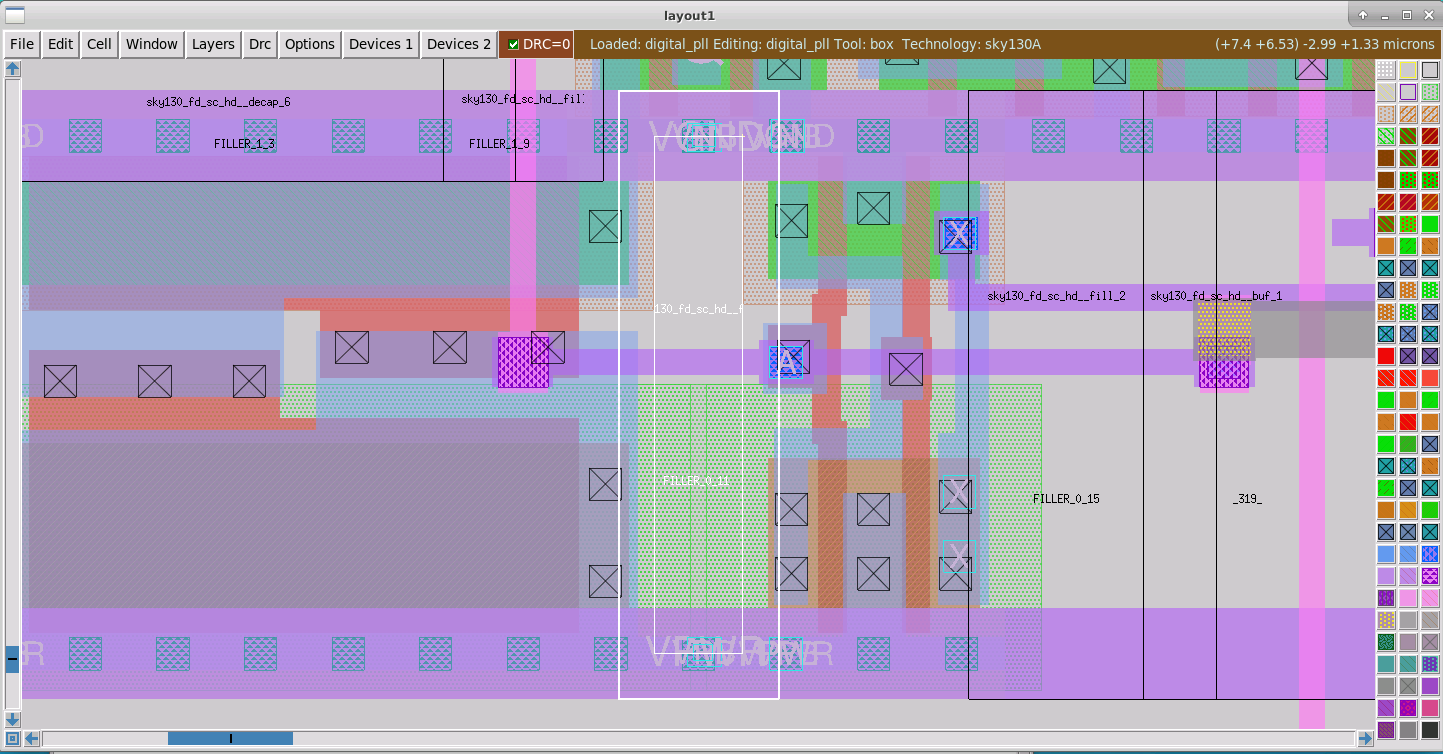 layout1
File Edit Cell Window Layers Drc Options Devices 1 Devices 2 DRC=0 Loaded: digital_pll Editing: digital_pll Tool: box Technology: sky130A (+7.4 +6.53) -2.99 +1.33 microns
sky130_fd_sc_hd__decap_6 sky130_fd_sc_hd__fil
FILLER_1_3 FILLER_1_9
X
sky130_fd_sc_hd__fill_2 sky130_fd_sc_hd__buf_1
130_fd_sc_hd__f
A
FILLER_0_11
X
FILLER_0_15 _319_
X